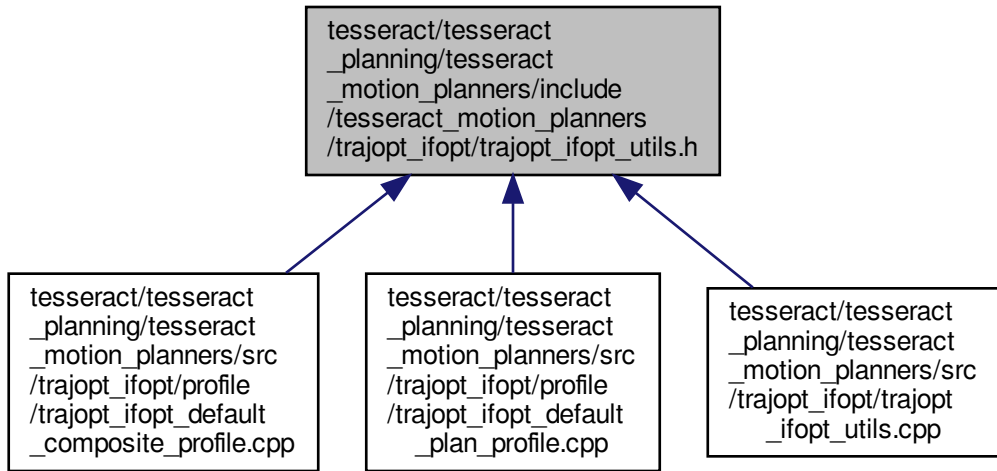 tesseract/tesseract
_planning/tesseract
_motion_planners/include
/tesseract_motion_planners
/trajopt_ifopt/trajopt_ifopt_utils.h
tesseract/tesseract
_planning/tesseract
_motion_planners/src
/trajopt_ifopt/profile
/trajopt_ifopt_default
_composite_profile.cpp
tesseract/tesseract
_planning/tesseract
_motion_planners/src
/trajopt_ifopt/profile
/trajopt_ifopt_default
_plan_profile.cpp
tesseract/tesseract
_planning/tesseract
_motion_planners/src
/trajopt_ifopt/trajopt
_ifopt_utils.cpp